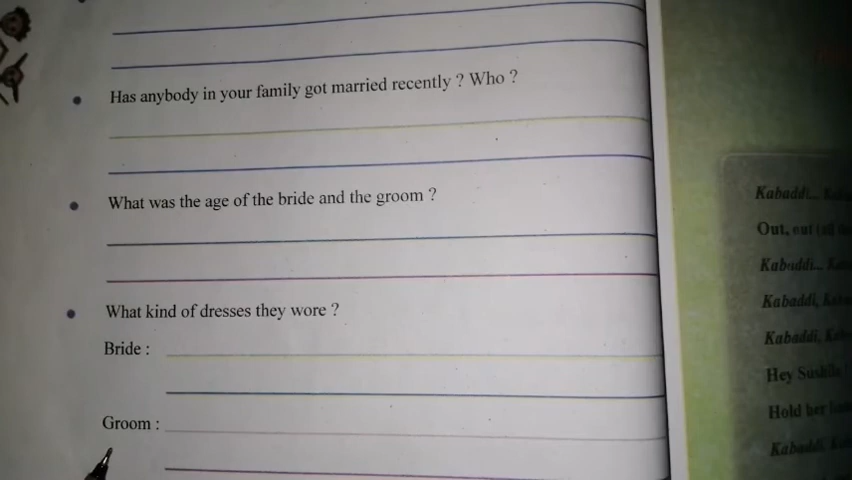 Has anybody in your family got married recently ? Who ?
What was the age of the bride and the groom ?
What kind of dresses they wore ?
Bride :
Groom :
Kabaddi...
Out, out
Kabaddi...
Kabaddi,
Kabaddi,
Hey Sushila,
Hold her
Kabaddi,